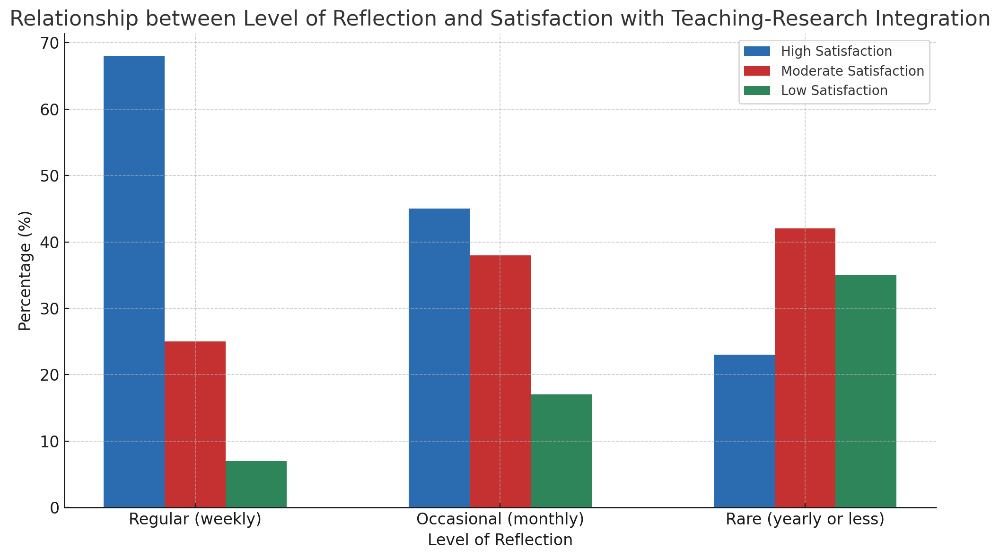 Relationship between Level of Reflection and Satisfaction with Teaching-Research Integration
High Satisfaction
Moderate Satisfaction
Low Satisfaction
Percentage (%)
70
60
50
40
30
20
10
0
Regular (weekly)
Occasional (monthly)
Rare (yearly or less)
Level of Reflection